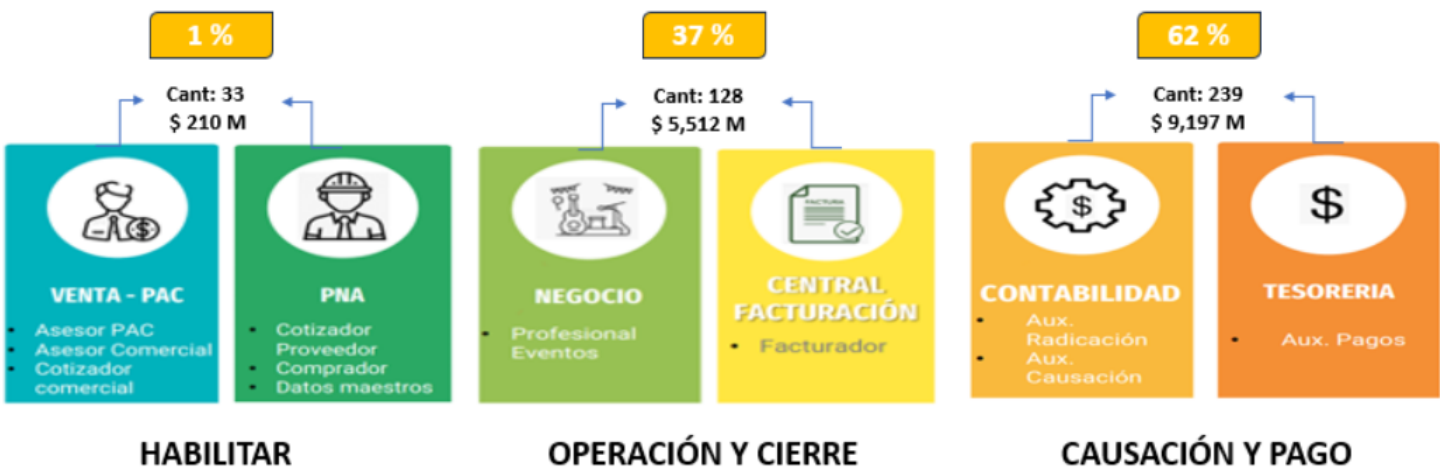 1 %
Cant: 33
$ 210 M
VENTA - PAC
Asesor PAC
Asesor Comercial
Cotizador
comercial
PNA
Cotizador
Proveedor
Comprador
Datos maestros
HABILITAR
37 %
Cant: 128
$ 5,512 M
NEGOCIO
Profesional
Eventos
FACTURA
CENTRAL
FACTURACIÓN
Facturador
OPERACIÓN Y CIERRE
62 %
Cant: 239
$ 9,197 M
$
CONTABILIDAD
Aux.
Radicación
Aux.
Causación
$
TESORERIA
Aux. Pagos
CAUSACIÓN Y PAGO